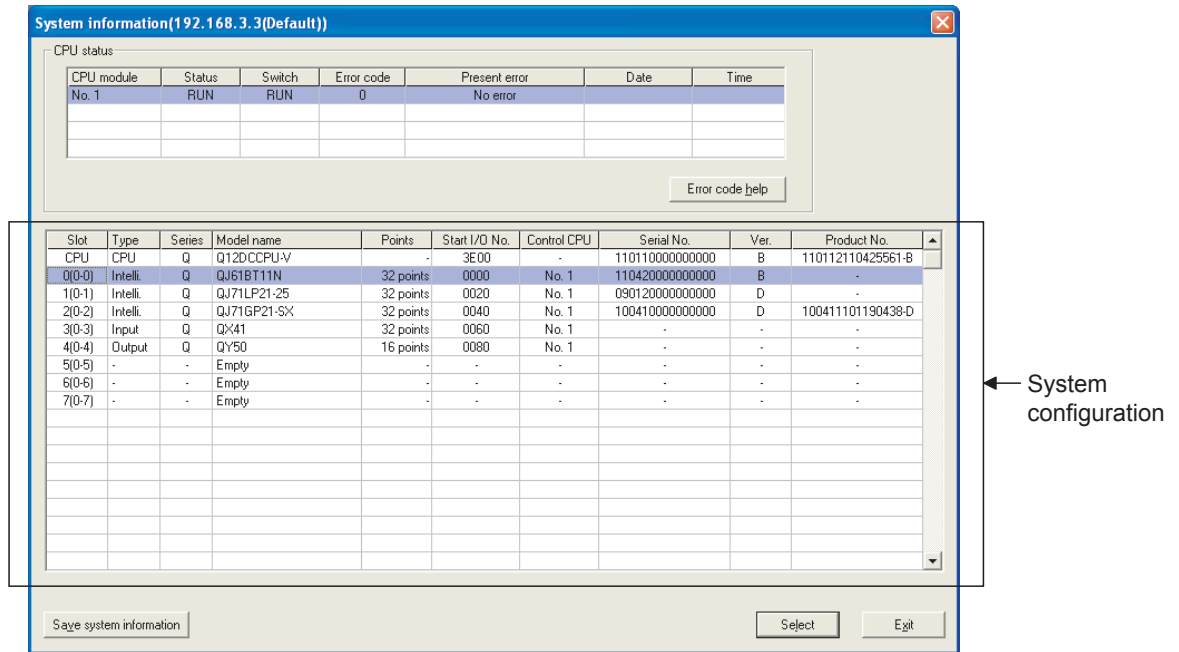 System information(192.168.3.3(Default))
CPU status
CPU module Status Switch Error code Present error Date Time
No. 1 RUN RUN 0 No error
Error code help
Slot Type Series Model name Points Start I/O No. Control CPU Serial No. Ver. Product No.
CPU CPU Q Q12DCCPU-V - 3E00 - 110110000000000 B 110112110425561-B
0(0-0) Intelli. Q QJ61BT11N 32 points 0000 No. 1 110420000000000 B -
1(0-1) Intelli. Q QJ71LP21-25 32 points 0020 No. 1 090120000000000 D -
2(0-2) Intelli. Q QJ71GP21-SX 32 points 0040 No. 1 100410000000000 D 100411101190438-D
3(0-3) Input Q QX41 32 points 0060 No. 1 - - -
4(0-4) Output Q QY50 16 points 0080 No. 1 - - -
5(0-5) - - Empty - - - - - -
6(0-6) - - Empty - - - - - -
7(0-7) - - Empty - - - - - -
System
configuration
Save system information Select Exit